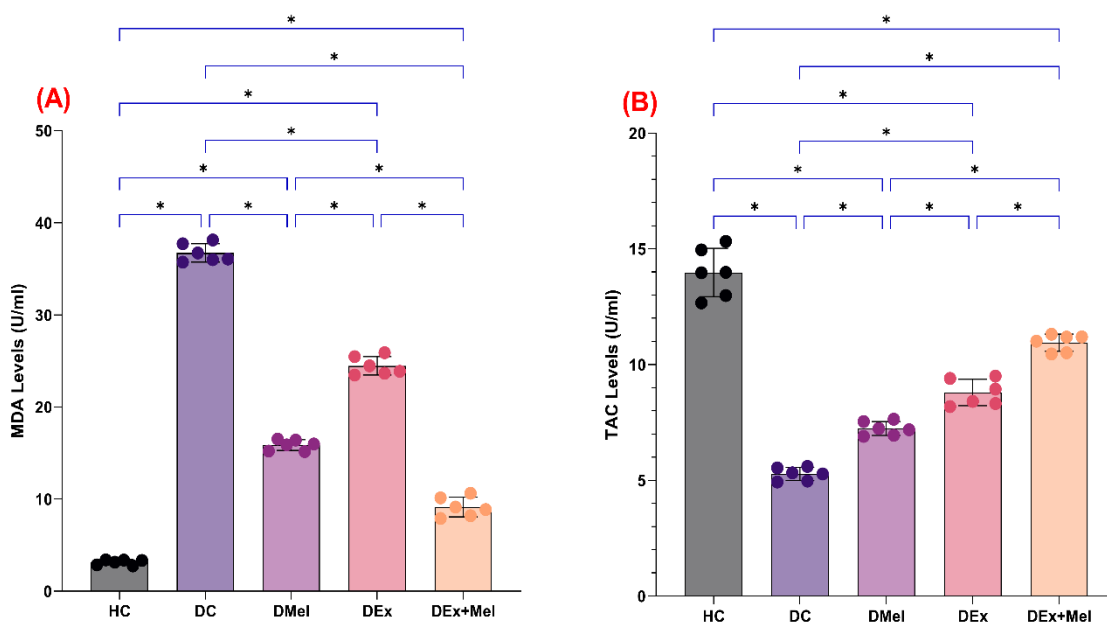 (A)
* * * * * * * * * *
MDA Levels (U/ml)
50
40
30
20
10
0
HC DC DMel DEx DEx+Mel
(B)
* * * * * * * * * *
TAC Levels (U/ml)
20
15
10
5
0
HC DC DMel DEx DEx+Mel